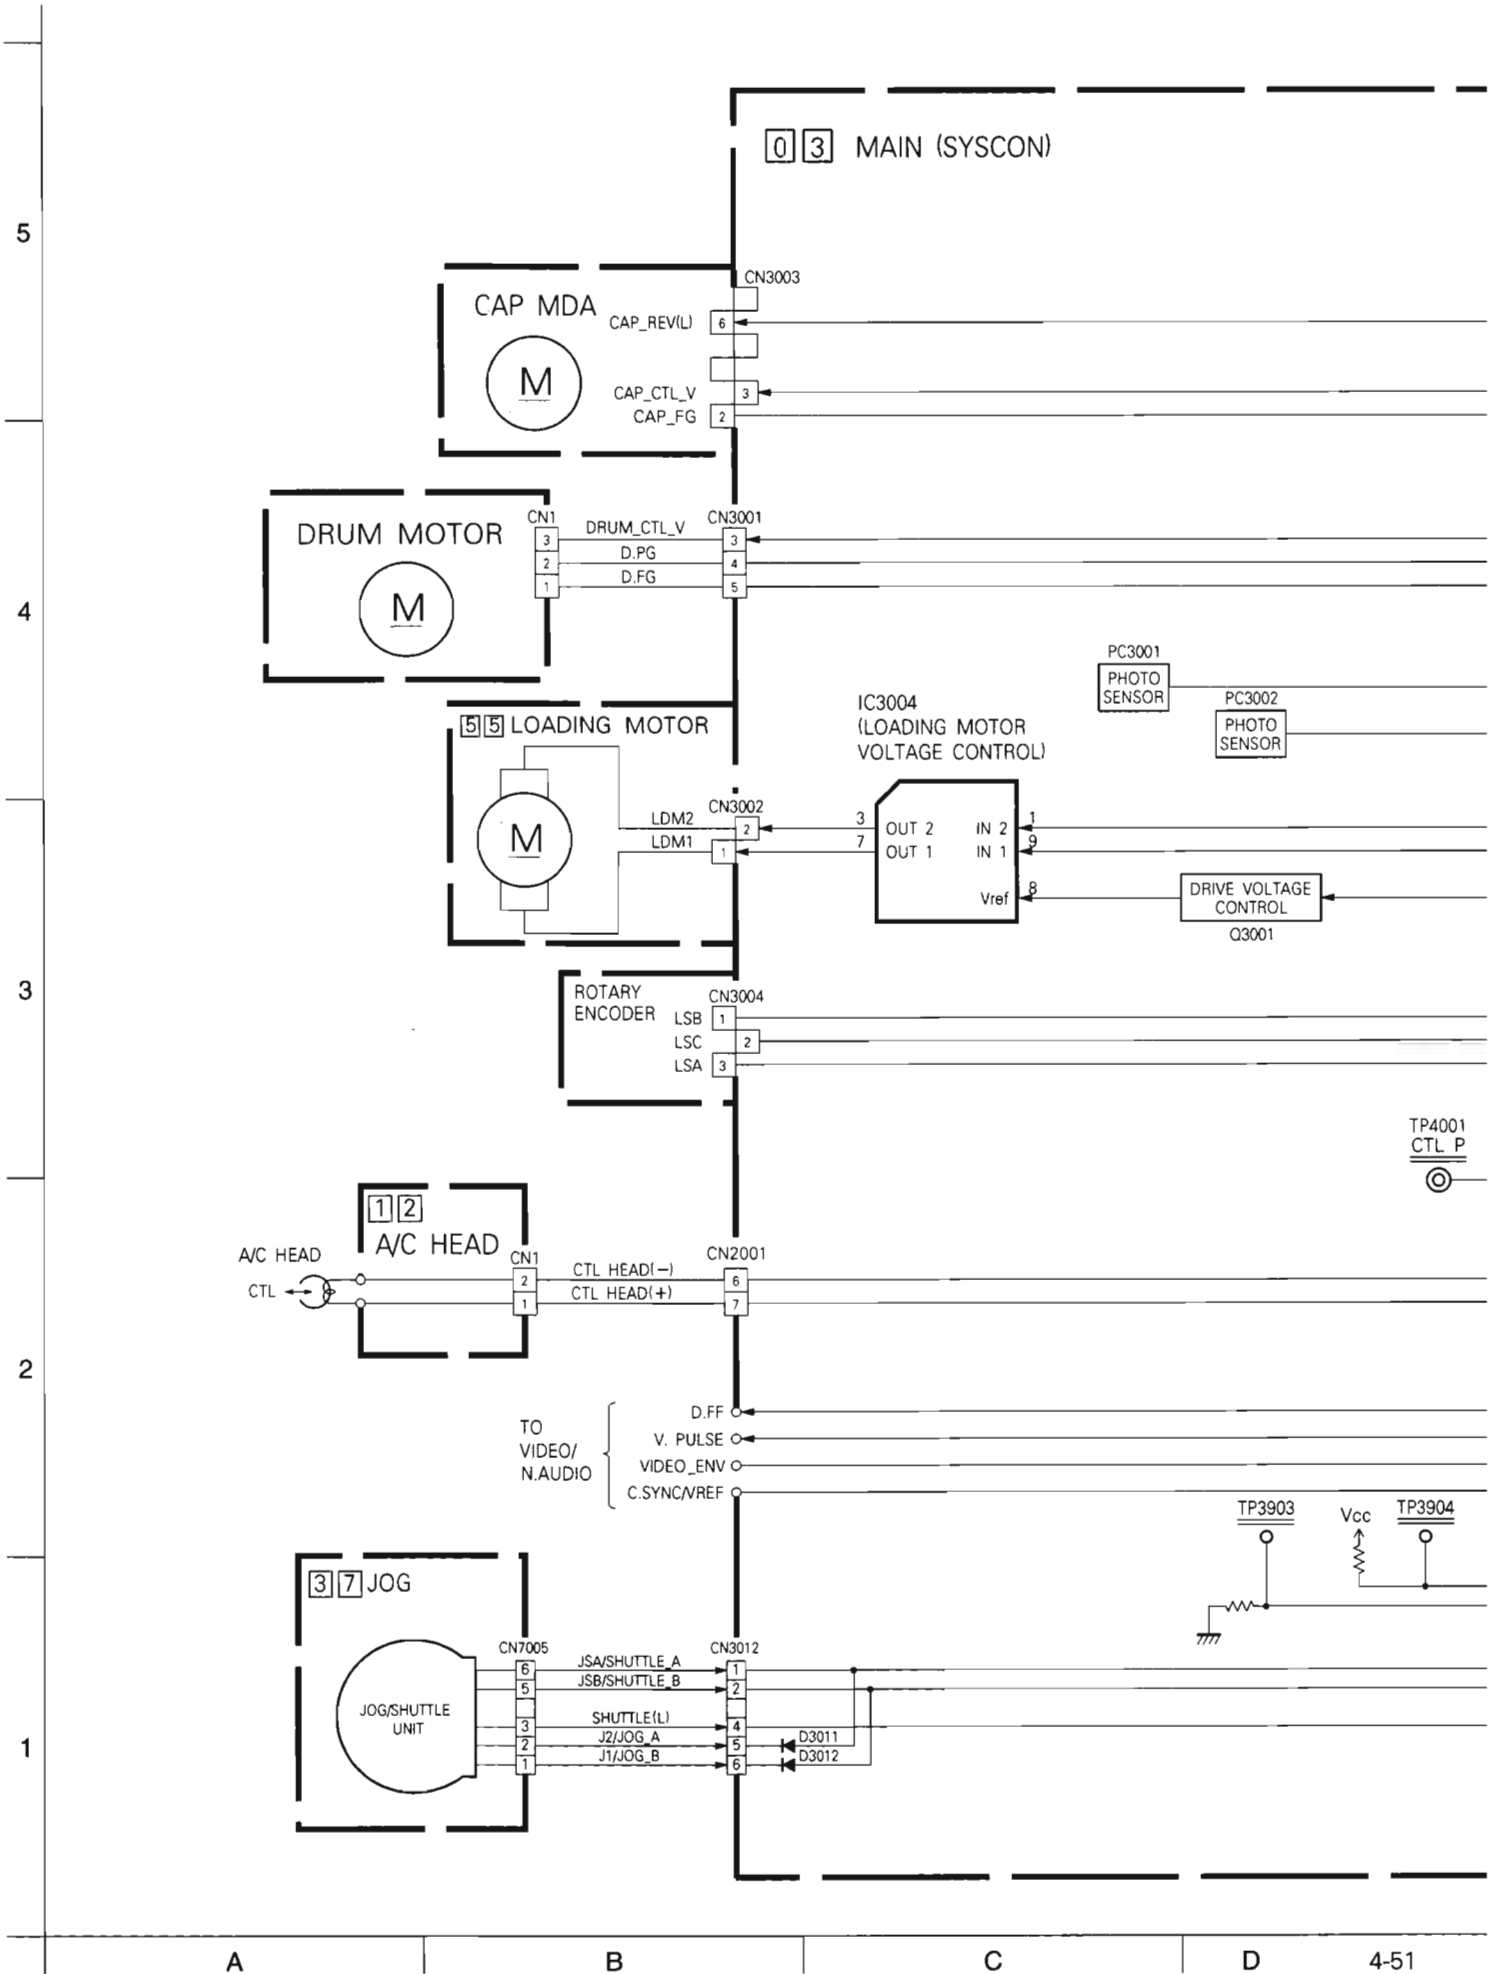 0 3 MAIN (SYSCON)
5
CN3003
CAP MDA
CAP_REV(L) 6
M
CAP_CTL_V 3
CAP_FG 2
CN1 CN3001
DRUM MOTOR
3 DRUM_CTL_V 3
2 D.PG 4
1 D.FG 5
M
4
PC3001
PHOTO
SENSOR
PC3002
PHOTO
SENSOR
IC3004
(LOADING MOTOR
VOLTAGE CONTROL)
5 5 LOADING MOTOR
CN3002
M
LDM2 2 3 OUT 2 IN 2 1
LDM1 1 7 OUT 1 IN 1 9
Vref 8
DRIVE VOLTAGE
CONTROL
Q3001
3
ROTARY
ENCODER
CN3004
LSB 1
LSC 2
LSA 3
TP4001
CTL P
1 2
A/C HEAD
A/C HEAD
CN1 CN2001
CTL
2 CTL HEAD(−) 6
1 CTL HEAD(+) 7
2
TO
VIDEO/
N.AUDIO
D.FF
V. PULSE
VIDEO_ENV
C.SYNC/VREF
TP3903 Vcc TP3904
3 7 JOG
CN7005 CN3012
JOG/SHUTTLE
UNIT
6 JSA/SHUTTLE_A 1
5 JSB/SHUTTLE_B 2
3 SHUTTLE(L) 4
2 J2/JOG_A 5 D3011
1 J1/JOG_B 6 D3012
1
A B C D 4-51